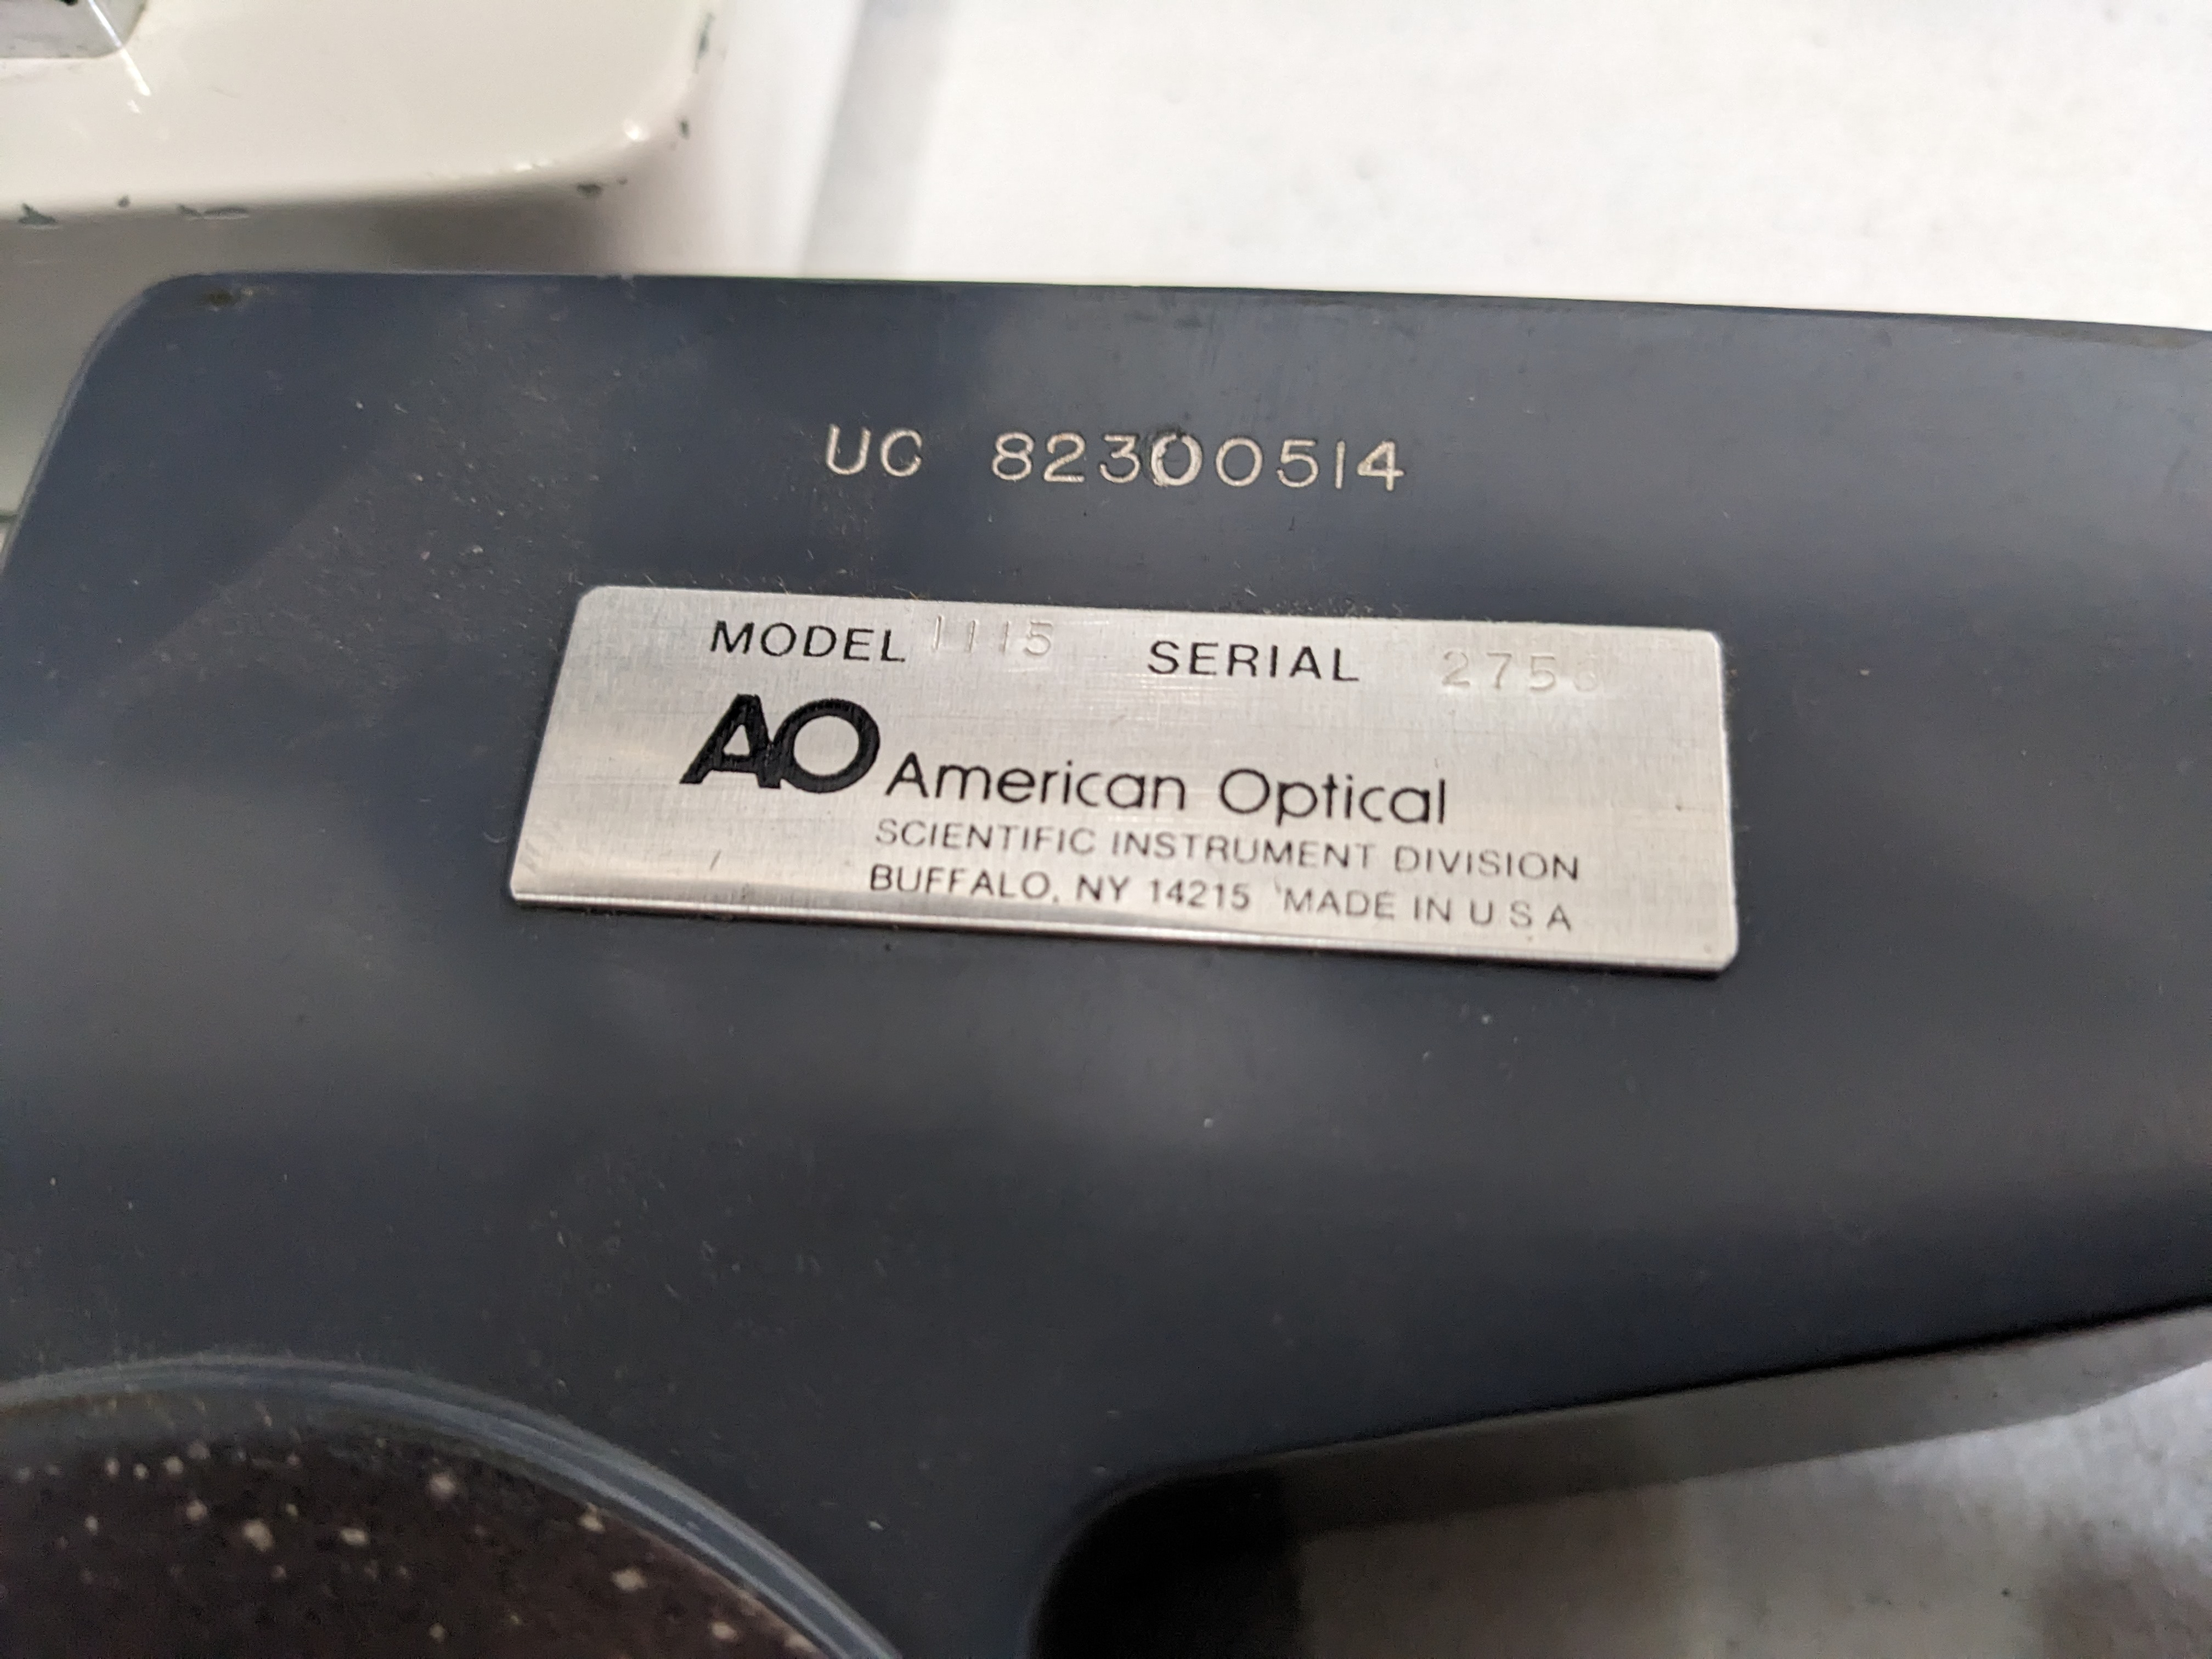 UC 82300514
MODEL 1115 SERIAL
AO American Optical
SCIENTIFIC INSTRUMENT DIVISION
BUFFALO, NY 14215 MADE IN U S A